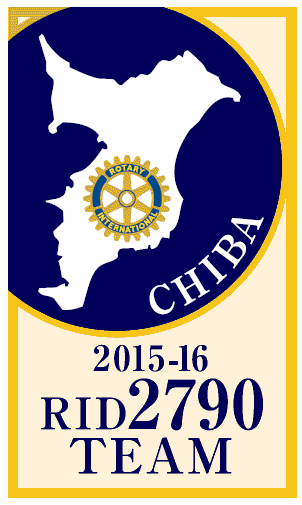 ROTARY
INTERNATIONAL
CHIBA
2015-16
RID2790
TEAM